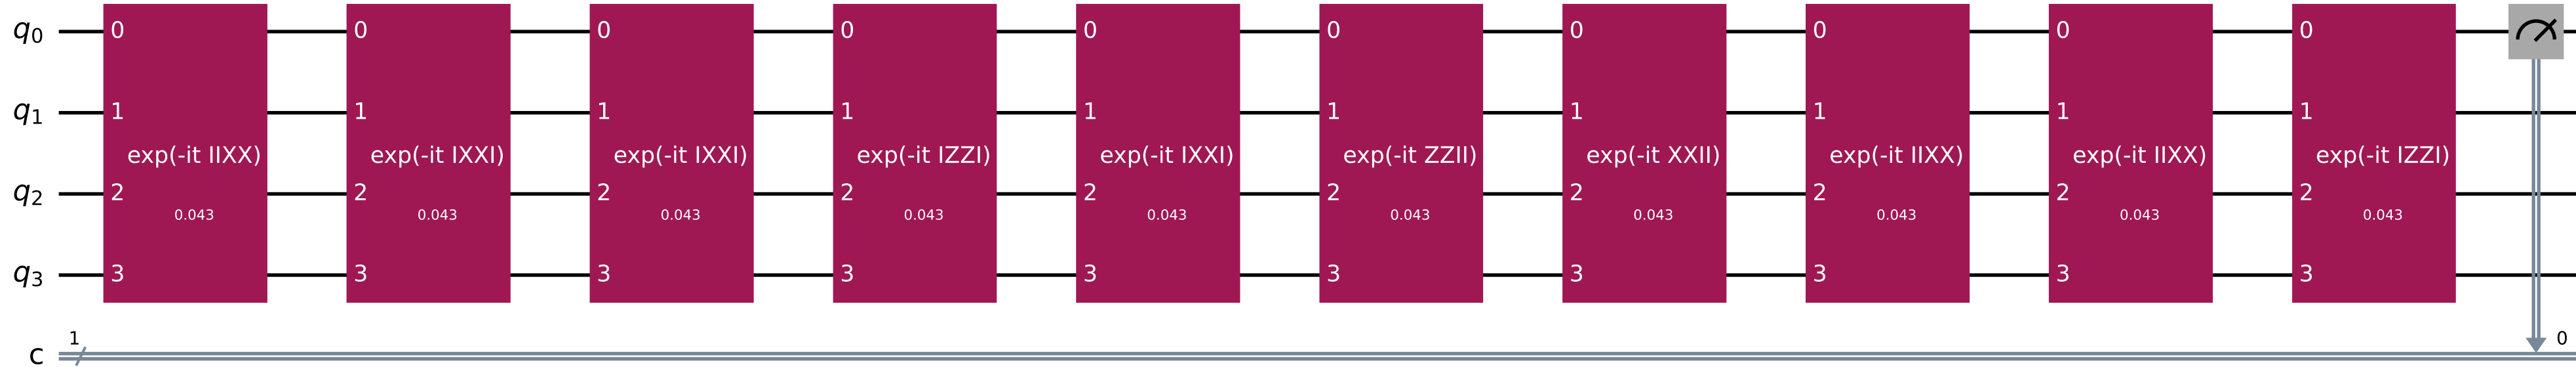 q0 0 0 0 0 0 0 0 0 0 0
q1 1 1 1 1 1 1 1 1 1 1
exp(-it IIXX) exp(-it IXXI) exp(-it IXXI) exp(-it IZZI) exp(-it IXXI) exp(-it ZZII) exp(-it XXII) exp(-it IIXX) exp(-it IIXX) exp(-it IZZI)
q2 2 2 2 2 2 2 2 2 2 2
0.043 0.043 0.043 0.043 0.043 0.043 0.043 0.043 0.043 0.043
q3 3 3 3 3 3 3 3 3 3 3
1 0
c